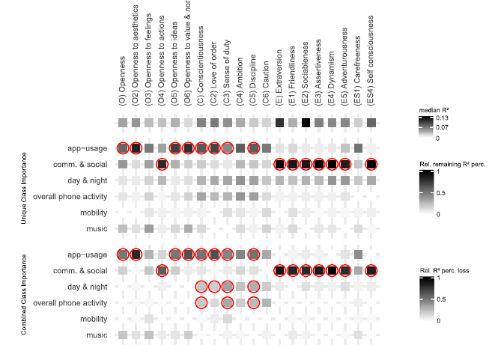 (O) Openness
(O2) Openness to aesthetics
(O3) Openness to feelings
(O4) Openness to actions
(O5) Openness to ideas
(O6) Openness to value & nor
(C) Conscientiousness
(C2) Love of order
(C3) Sense of duty
(C4) Ambition
(C5) Discipline
(C6) Caution
(E) Extraversion
(E1) Friendliness
(E2) Sociableness
(E3) Assertiveness
(E4) Dynamism
(E5) Adventurousness
(ES1) Carefreeness
(ES4) Self consciousness
median R²
0.13
0.07
0
Unique Class Importance
app-usage
comm. & social
day & night
overall phone activity
mobility
music
Rel. remaining R² perc.
1
0.5
0
Combined Class Importance
app-usage
comm. & social
day & night
overall phone activity
mobility
music
Rel. R² perc. loss
1
0.5
0